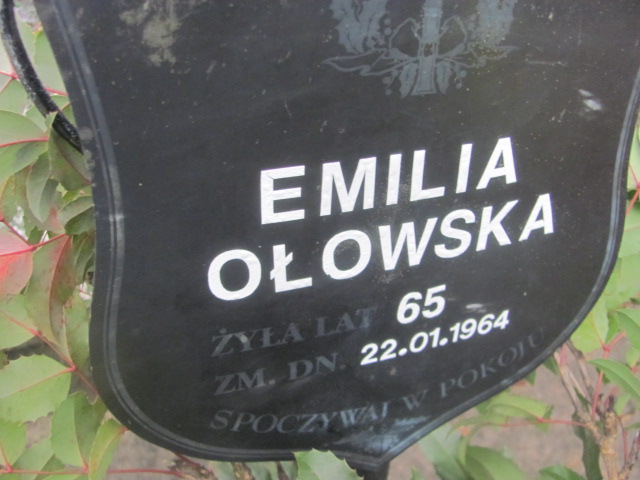 EMILIA
OŁOWSKA
ŻYŁA LAT 65
ZM. DN. 22.01.1964
SPOCZYWAJ W POKOJU